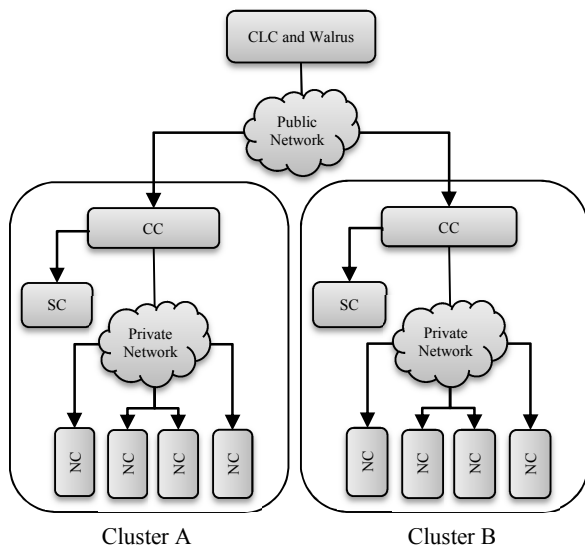 CLC and Walrus
Public
Network
CC
CC
SC
SC
Private
Network
Private
Network
NC
NC
NC
NC
NC
NC
NC
NC
Cluster A
Cluster B